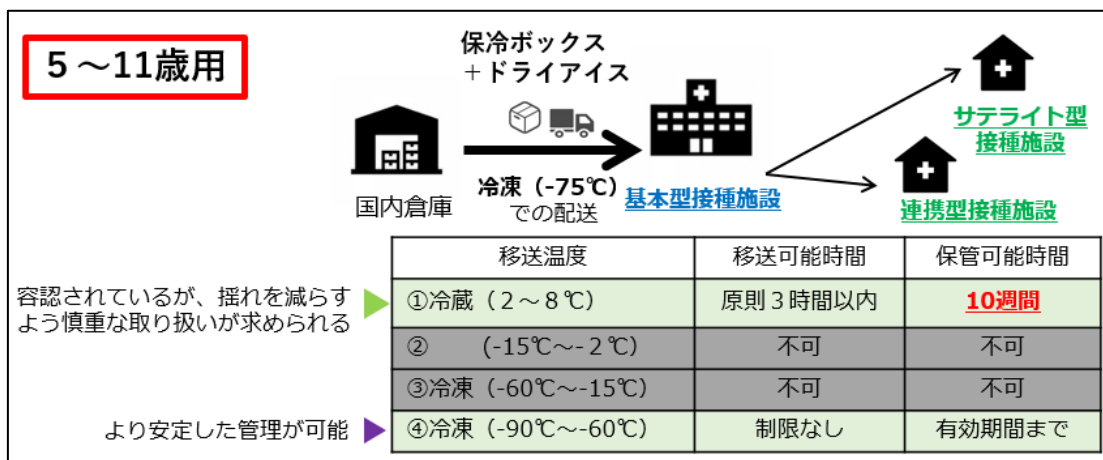 5～11歳用
保冷ボックス
＋ドライアイス
国内倉庫
冷凍（-75℃）
での配送
基本型接種施設
サテライト型
接種施設
連携型接種施設
移送温度 移送可能時間 保管可能時間
容認されているが、揺れを減らす
よう慎重な取り扱いが求められる
①冷蔵（2～8℃） 原則３時間以内 10週間
② (-15℃～-2℃) 不可 不可
③冷凍（-60℃～-15℃） 不可 不可
より安定した管理が可能
④冷凍（-90℃～-60℃） 制限なし 有効期間まで